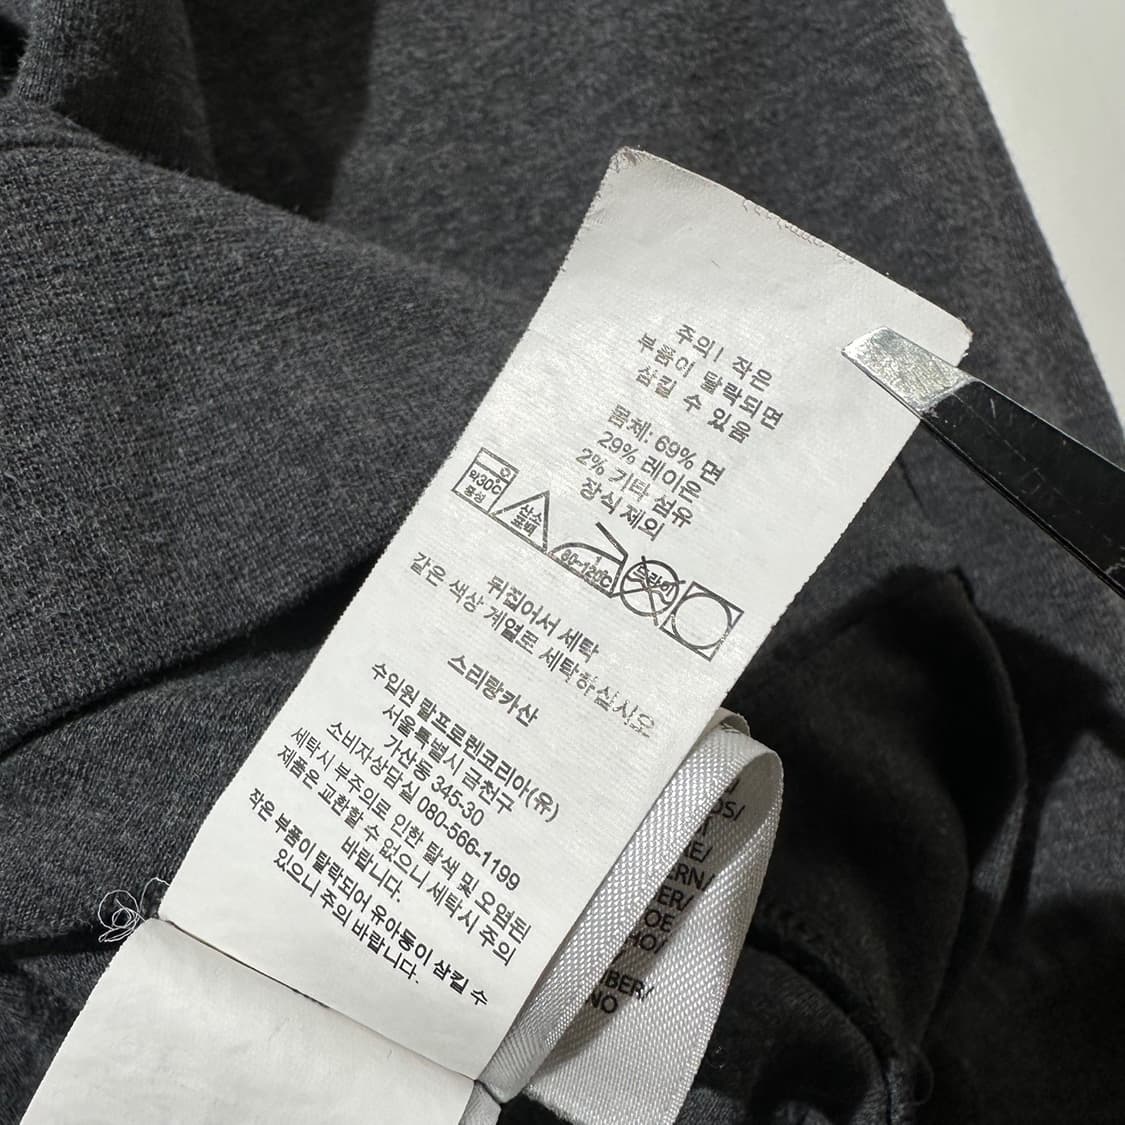 주의! 작은
부품이 탈락되면
삼킬 수 있음
몸체: 69% 면
29% 레이온
2% 기타 섬유
장식 제외
약30℃
중성
산소
표백
80~120℃
드라이
뒤집어서 세탁
같은 색상 계열로 세탁하십시오
스리랑카산
수입원 랄프로렌코리아(유)
서울특별시 금천구
가산동 345-30
소비자상담실 080-566-1199
세탁시 부주의로 인한 탈색 및 오염된
제품은 교환할 수 없으니 세탁시 주의
바랍니다.
작은 부품이 탈락되어 유아동이 삼킬 수
있으니 주의 바랍니다.
OS/
E/
ERN/
ER/
OE
HO/
BER/
NO